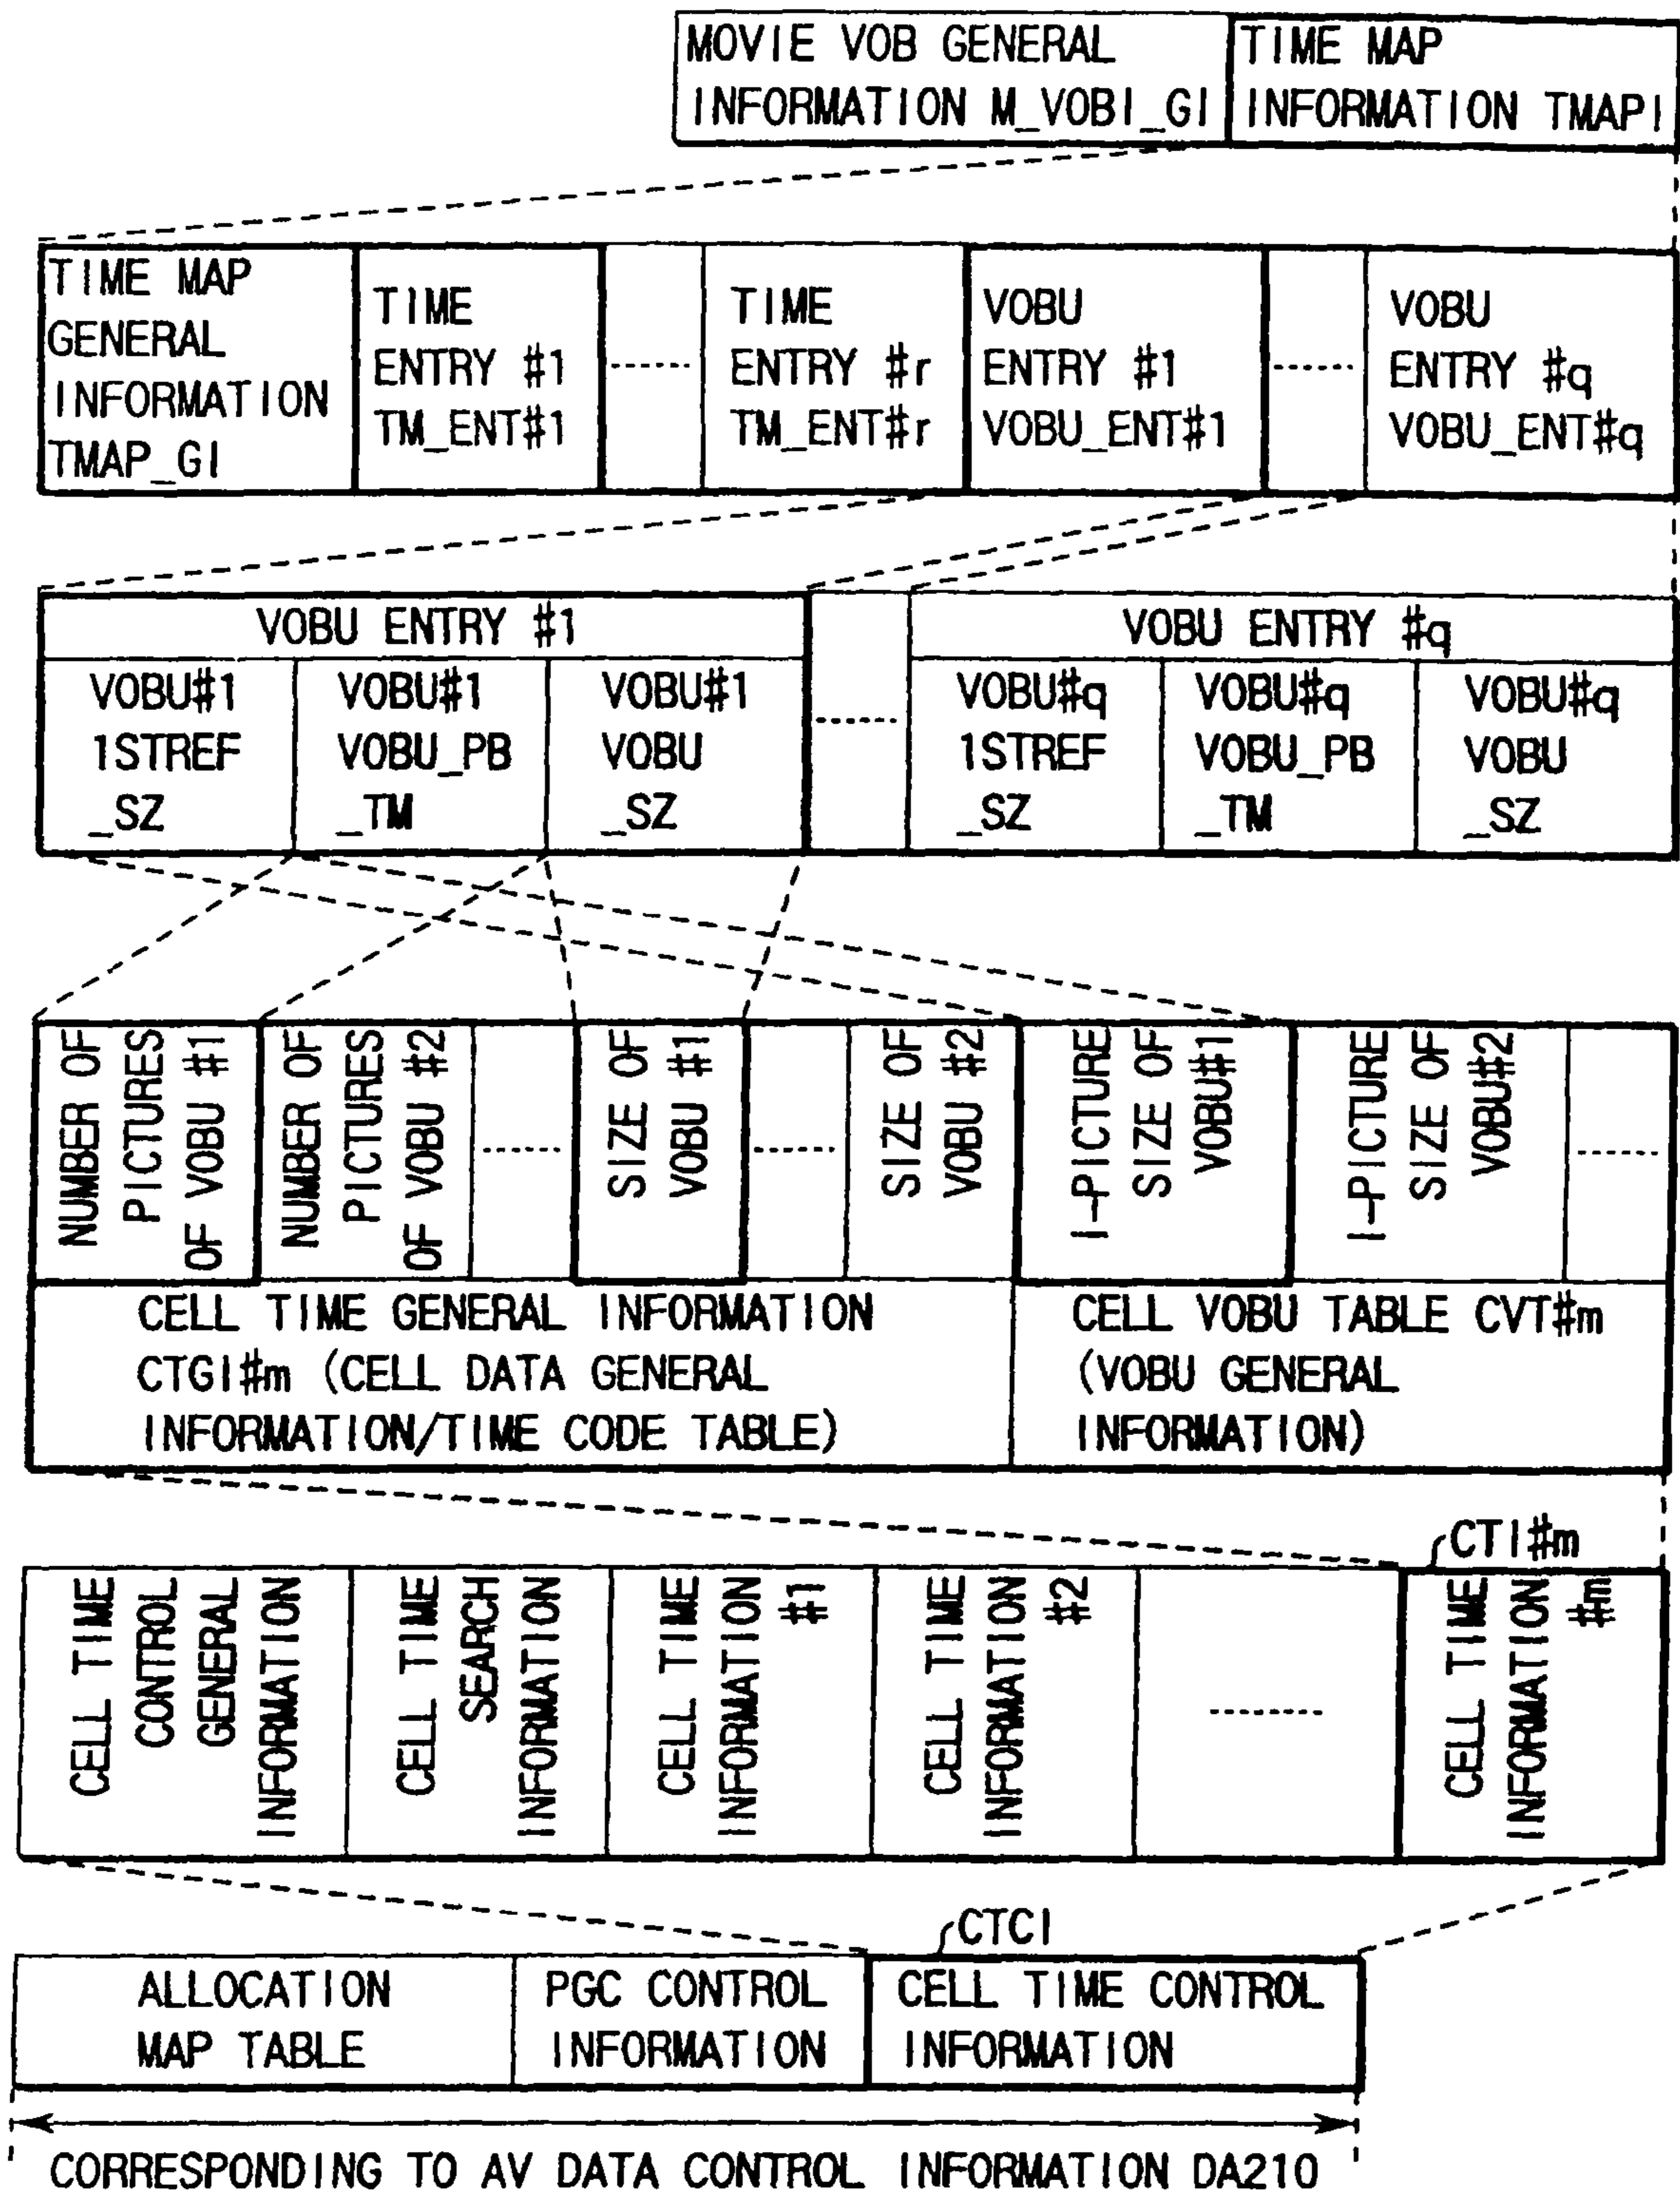 MOVIE VOB GENERAL
INFORMATION M_VOBI_GI
TIME MAP
INFORMATION TMAPI
TIME MAP
GENERAL
INFORMATION
TMAP_GI
TIME
ENTRY #1
TM_ENT#1
TIME
ENTRY #r
TM_ENT#r
VOBU
ENTRY #1
VOBU_ENT#1
VOBU
ENTRY #q
VOBU_ENT#q
VOBU ENTRY #1
VOBU ENTRY #q
VOBU#1
1STREF
_SZ
VOBU#1
VOBU_PB
_TM
VOBU#1
VOBU
_SZ
VOBU#q
1STREF
_SZ
VOBU#q
VOBU_PB
_TM
VOBU#q
VOBU
_SZ
NUMBER OF
PICTURES
OF VOBU #1
NUMBER OF
PICTURES
OF VOBU #2
SIZE OF
VOBU #1
SIZE OF
VOBU #2
I-PICTURE
SIZE OF
VOBU#1
I-PICTURE
SIZE OF
VOBU#2
CELL TIME GENERAL INFORMATION
CTGI#m (CELL DATA GENERAL
INFORMATION/TIME CODE TABLE)
CELL VOBU TABLE CVT#m
(VOBU GENERAL
INFORMATION)
CTI#m
CELL TIME
CONTROL
GENERAL
INFORMATION
CELL TIME
SEARCH
INFORMATION
CELL TIME
INFORMATION
#1
CELL TIME
INFORMATION
#2
CELL TIME
INFORMATION
#m
CTCI
ALLOCATION
MAP TABLE
PGC CONTROL
INFORMATION
CELL TIME CONTROL
INFORMATION
CORRESPONDING TO AV DATA CONTROL INFORMATION DA210